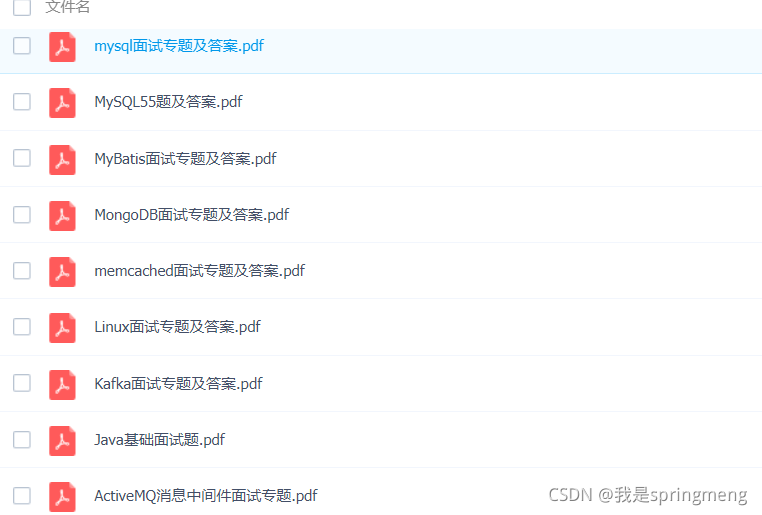 文件名
mysql面试专题及答案.pdf
MySQL55题及答案.pdf
MyBatis面试专题及答案.pdf
MongoDB面试专题及答案.pdf
memcached面试专题及答案.pdf
Linux面试专题及答案.pdf
Kafka面试专题及答案.pdf
Java基础面试题.pdf
ActiveMQ消息中间件面试专题.pdf
CSDN @我是springmeng